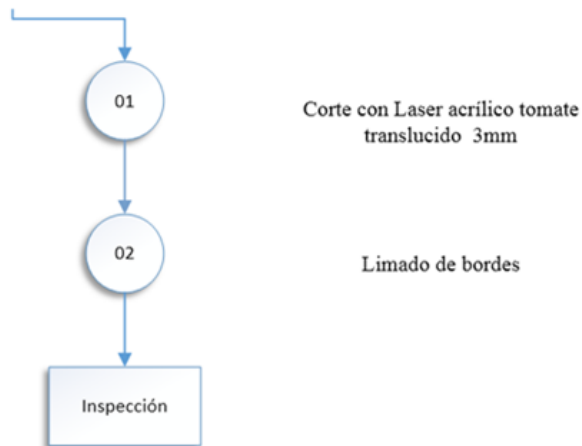 01
Corte con Laser acrílico tomate
translucido 3mm
02
Limado de bordes
Inspección